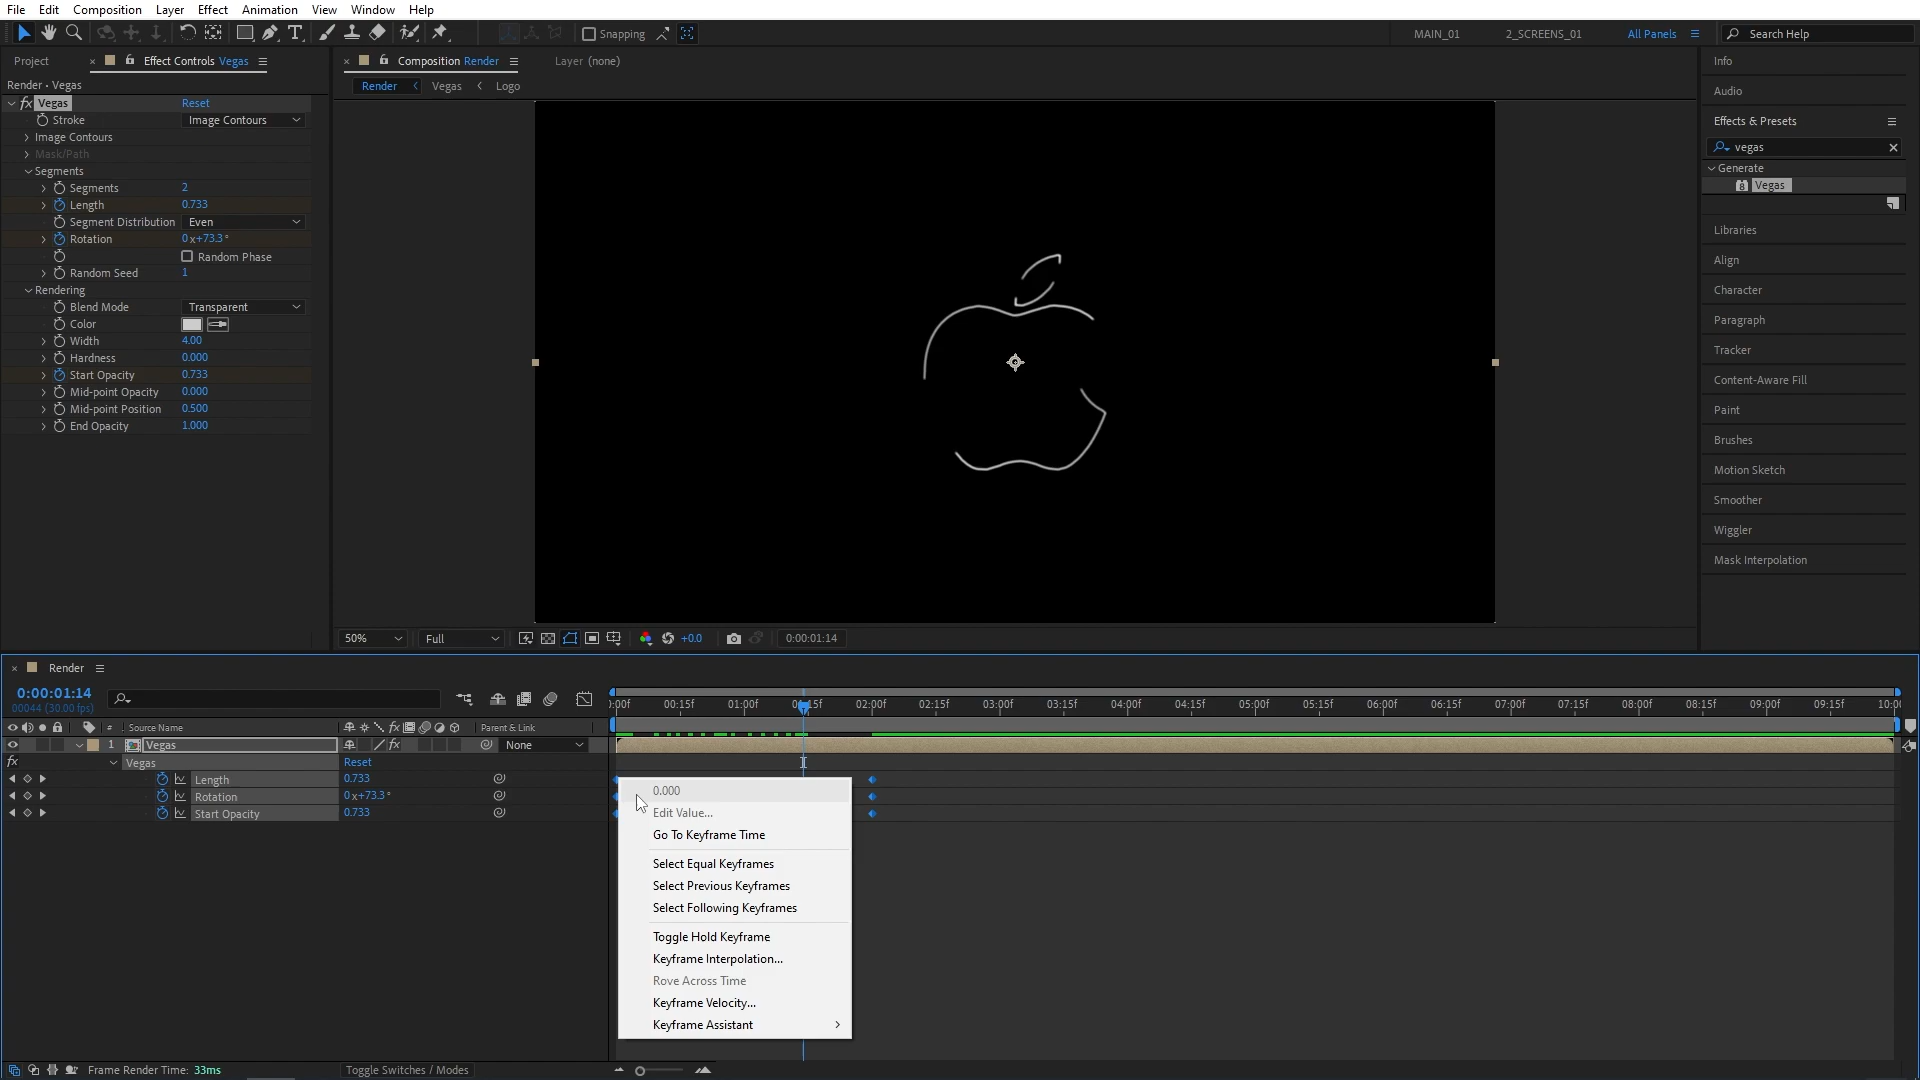 File Edit Composition Layer Effect Animation View Window Help
Snapping
MAIN_01 2_SCREENS_01 All Panels Search Help
Project
Effect Controls Vegas
Composition Render
Layer (none)
Render • Vegas
Render Vegas Logo
fx Vegas Reset
Stroke Image Contours
Image Contours
Mask/Path
Segments
Segments 2
Length 0.733
Segment Distribution Even
Rotation 0x+73.3°
Random Phase
Random Seed 1
Rendering
Blend Mode Transparent
Color
Width 4.00
Hardness 0.000
Start Opacity 0.733
Mid-point Opacity 0.000
Mid-point Position 0.500
End Opacity 1.000
Info
Audio
Effects & Presets
vegas
Generate
8 Vegas
Libraries
Align
Character
Paragraph
Tracker
Content-Aware Fill
Paint
Brushes
Motion Sketch
Smoother
Wiggler
Mask Interpolation
50% Full +0.0 0:00:01:14
Render
0:00:01:14
00044 (30.00 fps)
# Source Name fx Parent & Link
1 Vegas fx None
fx Vegas Reset
Length 0.733
Rotation 0x+73.3°
Start Opacity 0.733
):00f 00:15f 01:00f 02:00f 02:15f 03:00f 03:15f 04:00f 04:15f 05:00f 05:15f 06:00f 06:15f 07:00f 07:15f 08:00f 08:15f 09:00f 09:15f 10:00
0.000
Edit Value...
Go To Keyframe Time
Select Equal Keyframes
Select Previous Keyframes
Select Following Keyframes
Toggle Hold Keyframe
Keyframe Interpolation...
Rove Across Time
Keyframe Velocity...
Keyframe Assistant
Frame Render Time: 33ms
Toggle Switches / Modes